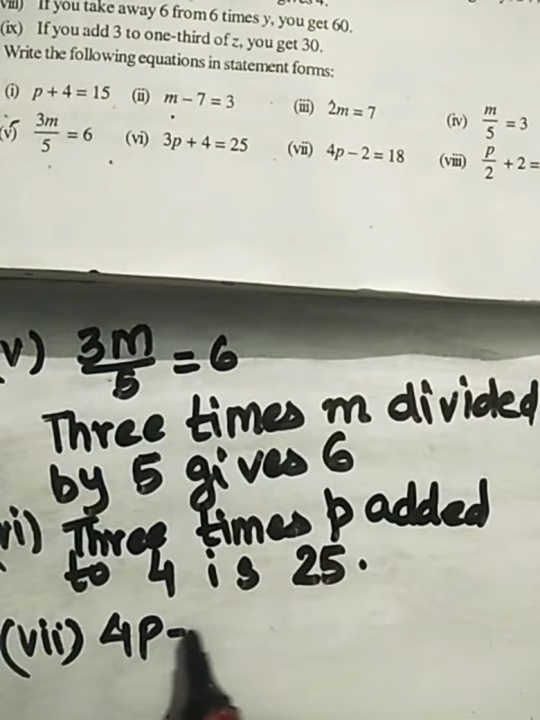 viii) If you take away 6 from 6 times y, you get 60.
(ix) If you add 3 to one-third of z, you get 30.
Write the following equations in statement forms:
(i) p + 4 = 15 (ii) m − 7 = 3 (iii) 2m = 7 (iv) m/5 = 3
(v) 3m/5 = 6 (vi) 3p + 4 = 25 (vii) 4p − 2 = 18 (viii) p/2 + 2 =
v) 3m/5 = 6
Three times m divided
by 5 gives 6
vi) Three times p added
to 4 is 25.
(vii) 4p -